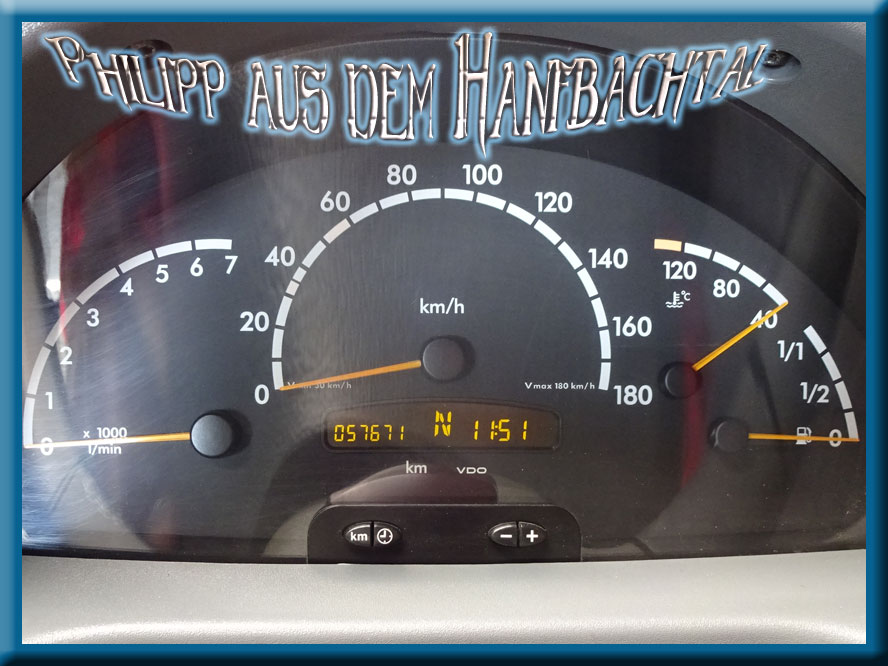 Philipp aus dem Hanfbachtal
80 100
60 120
40 140
20 160
0 180
km/h
Vmax 180 km/h
0 1 2 3 4 5 6 7
x 1000
l/min
120
80
40
°C
1/1
1/2
0
057671 N 11:51
km VDO
km − +